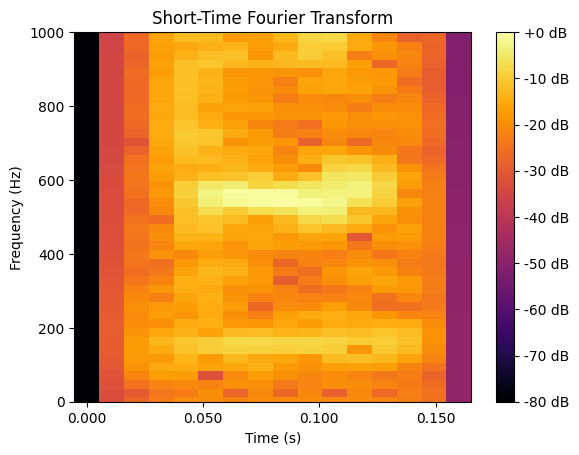 Short-Time Fourier Transform
Frequency (Hz)
1000
800
600
400
200
0
0.000
0.050
0.100
0.150
Time (s)
+0 dB
-10 dB
-20 dB
-30 dB
-40 dB
-50 dB
-60 dB
-70 dB
-80 dB